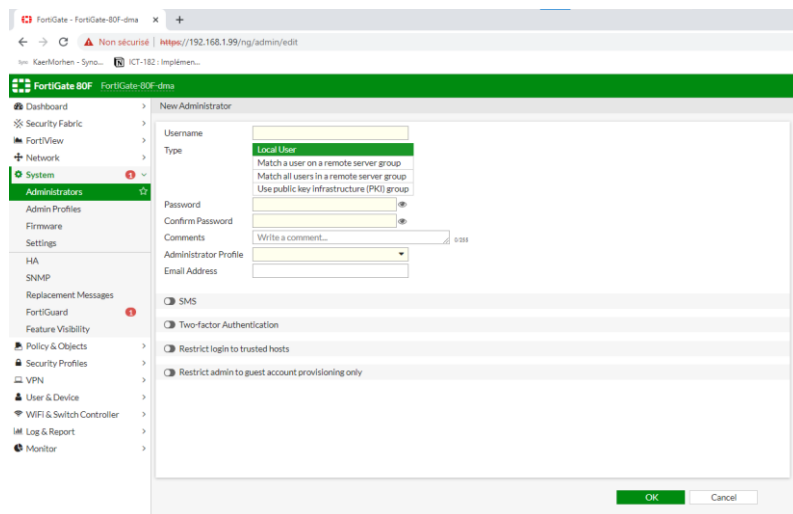 FortiGate - FortiGate-80F-dma
Non sécurisé | https://192.168.1.99/ng/admin/edit
KaerMorhen - Syno... ICT-182 : Implémen...
FortiGate 80F FortiGate-80F-dma
Dashboard
Security Fabric
FortiView
Network
System 1
Administrators
Admin Profiles
Firmware
Settings
HA
SNMP
Replacement Messages
FortiGuard 1
Feature Visibility
Policy & Objects
Security Profiles
VPN
User & Device
WiFi & Switch Controller
Log & Report
Monitor
New Administrator
Username
Type Local User
Match a user on a remote server group
Match all users in a remote server group
Use public key infrastructure (PKI) group
Password
Confirm Password
Comments Write a comment... 0/255
Administrator Profile
Email Address
SMS
Two-factor Authentication
Restrict login to trusted hosts
Restrict admin to guest account provisioning only
OK Cancel